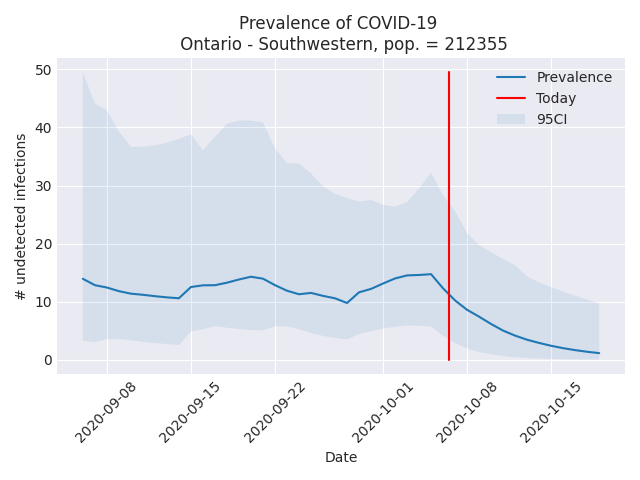 Prevalence of COVID-19
Ontario - Southwestern, pop. = 212355
# undetected infections
50
40
30
20
10
0
Prevalence
Today
95CI
2020-09-08
2020-09-15
2020-09-22
2020-10-01
2020-10-08
2020-10-15
Date